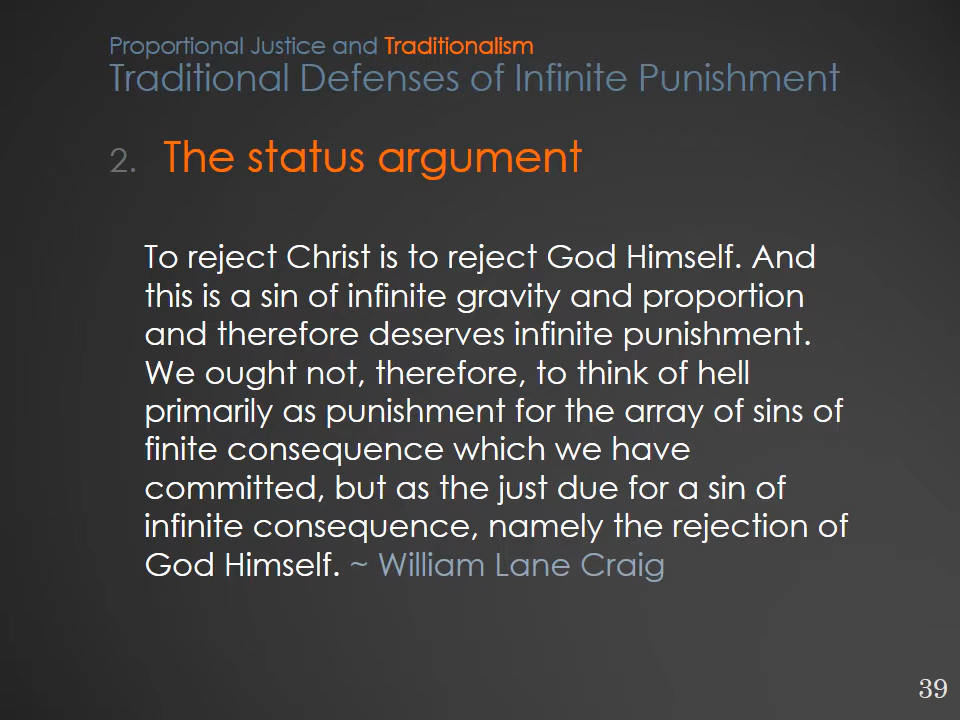 Proportional Justice and Traditionalism
Traditional Defenses of Infinite Punishment
2. The status argument
To reject Christ is to reject God Himself. And
this is a sin of infinite gravity and proportion
and therefore deserves infinite punishment.
We ought not, therefore, to think of hell
primarily as punishment for the array of sins of
finite consequence which we have
committed, but as the just due for a sin of
infinite consequence, namely the rejection of
God Himself. ~ William Lane Craig
39